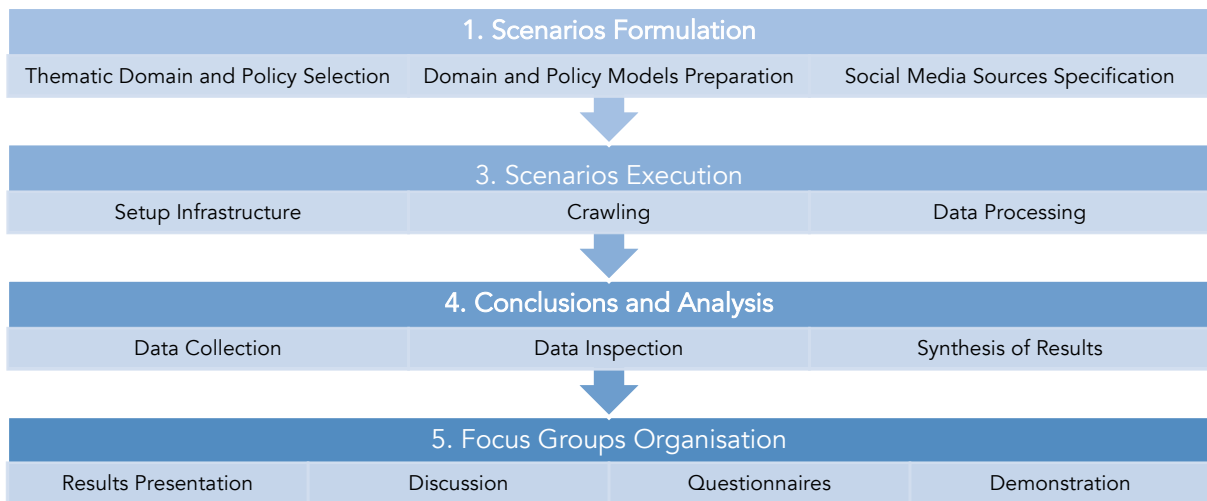 1. Scenarios Formulation
Thematic Domain and Policy Selection
Domain and Policy Models Preparation
Social Media Sources Specification
3. Scenarios Execution
Setup Infrastructure
Crawling
Data Processing
4. Conclusions and Analysis
Data Collection
Data Inspection
Synthesis of Results
5. Focus Groups Organisation
Results Presentation
Discussion
Questionnaires
Demonstration